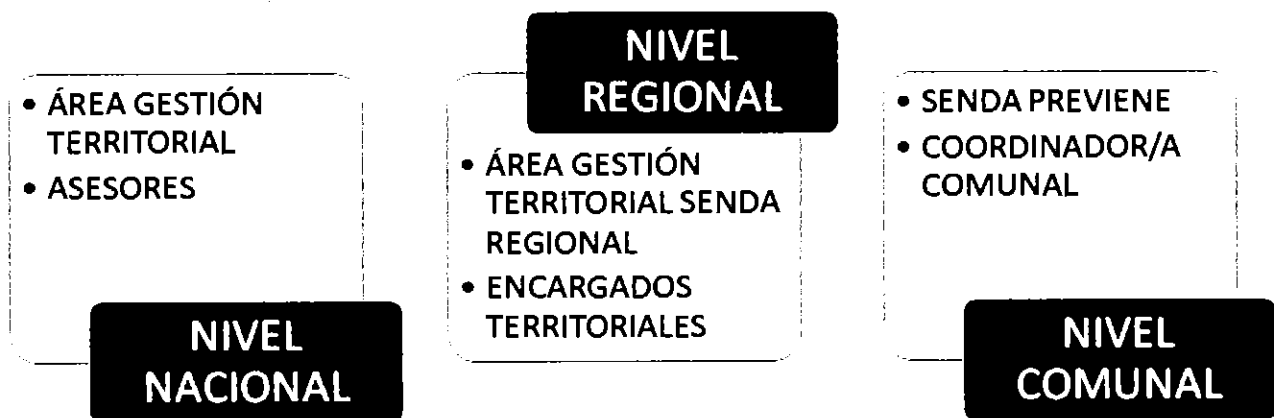 • ÁREA GESTIÓN
TERRITORIAL
• ASESORES
NIVEL
NACIONAL
NIVEL
REGIONAL
• ÁREA GESTIÓN
TERRITORIAL SENDA
REGIONAL
• ENCARGADOS
TERRITORIALES
• SENDA PREVIENE
• COORDINADOR/A
COMUNAL
NIVEL
COMUNAL